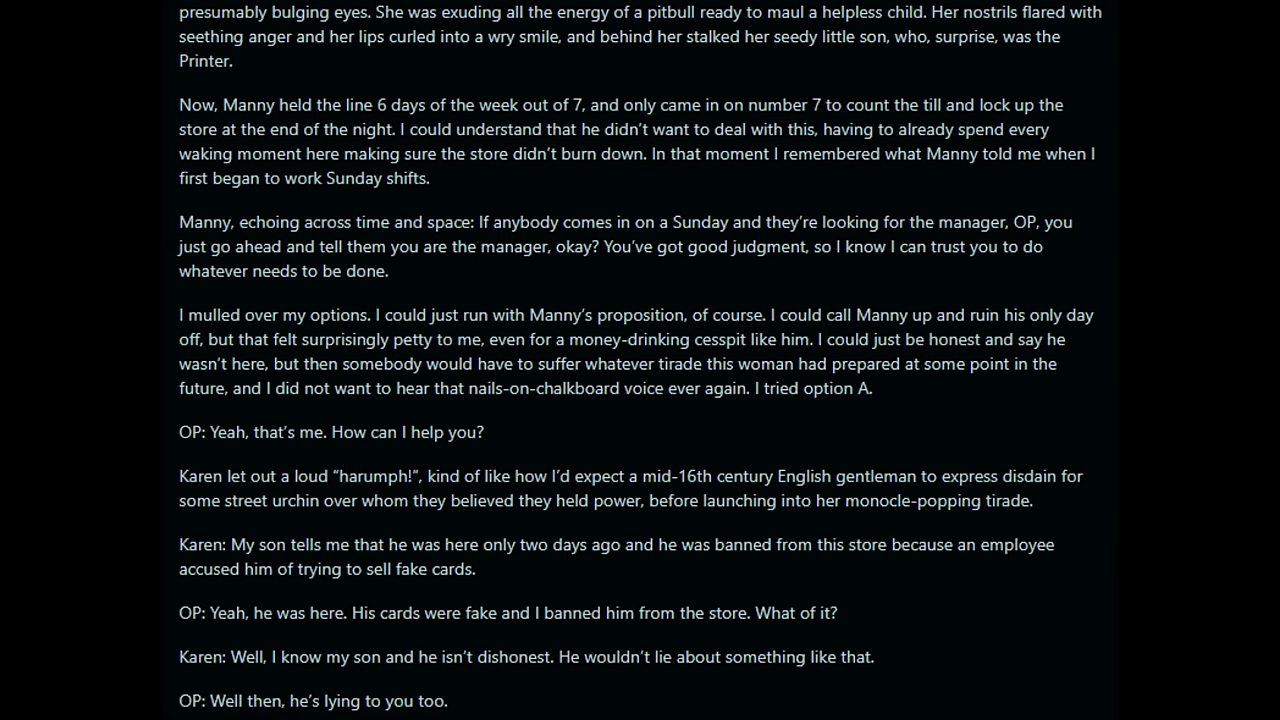 presumably bulging eyes. She was exuding all the energy of a pitbull ready to maul a helpless child. Her nostrils flared with
seething anger and her lips curled into a wry smile, and behind her stalked her seedy little son, who, surprise, was the
Printer.
Now, Manny held the line 6 days of the week out of 7, and only came in on number 7 to count the till and lock up the
store at the end of the night. I could understand that he didn’t want to deal with this, having to already spend every
waking moment here making sure the store didn’t burn down. In that moment I remembered what Manny told me when I
first began to work Sunday shifts.
Manny, echoing across time and space: If anybody comes in on a Sunday and they’re looking for the manager, OP, you
just go ahead and tell them you are the manager, okay? You’ve got good judgment, so I know I can trust you to do
whatever needs to be done.
I mulled over my options. I could just run with Manny’s proposition, of course. I could call Manny up and ruin his only day
off, but that felt surprisingly petty to me, even for a money-drinking cesspit like him. I could just be honest and say he
wasn’t here, but then somebody would have to suffer whatever tirade this woman had prepared at some point in the
future, and I did not want to hear that nails-on-chalkboard voice ever again. I tried option A.
OP: Yeah, that’s me. How can I help you?
Karen let out a loud “harumph!”, kind of like how I’d expect a mid-16th century English gentleman to express disdain for
some street urchin over whom they believed they held power, before launching into her monocle-popping tirade.
Karen: My son tells me that he was here only two days ago and he was banned from this store because an employee
accused him of trying to sell fake cards.
OP: Yeah, he was here. His cards were fake and I banned him from the store. What of it?
Karen: Well, I know my son and he isn’t dishonest. He wouldn’t lie about something like that.
OP: Well then, he’s lying to you too.